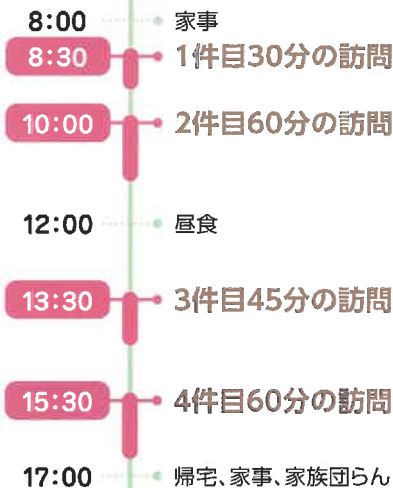 8:00 家事
8:30 1件目30分の訪問
10:00 2件目60分の訪問
12:00 昼食
13:30 3件目45分の訪問
15:30 4件目60分の訪問
17:00 帰宅、家事、家族団らん